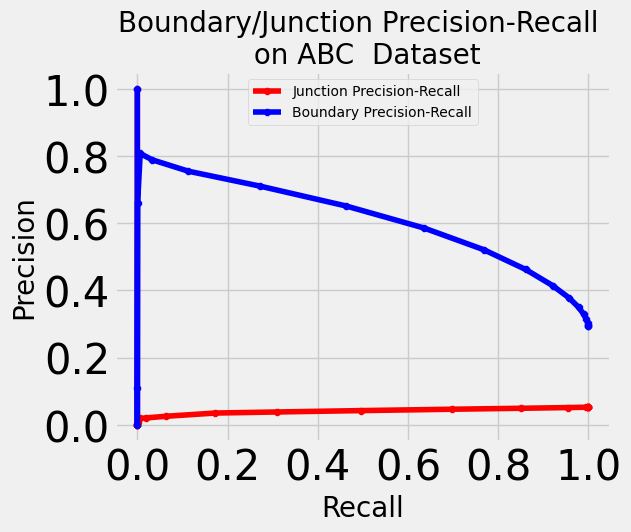 Boundary/Junction Precision-Recall
on ABC  Dataset
Junction Precision-Recall
Boundary Precision-Recall
1.0
0.8
0.6
0.4
0.2
0.0
Precision
0.0 0.2 0.4 0.6 0.8 1.0
Recall